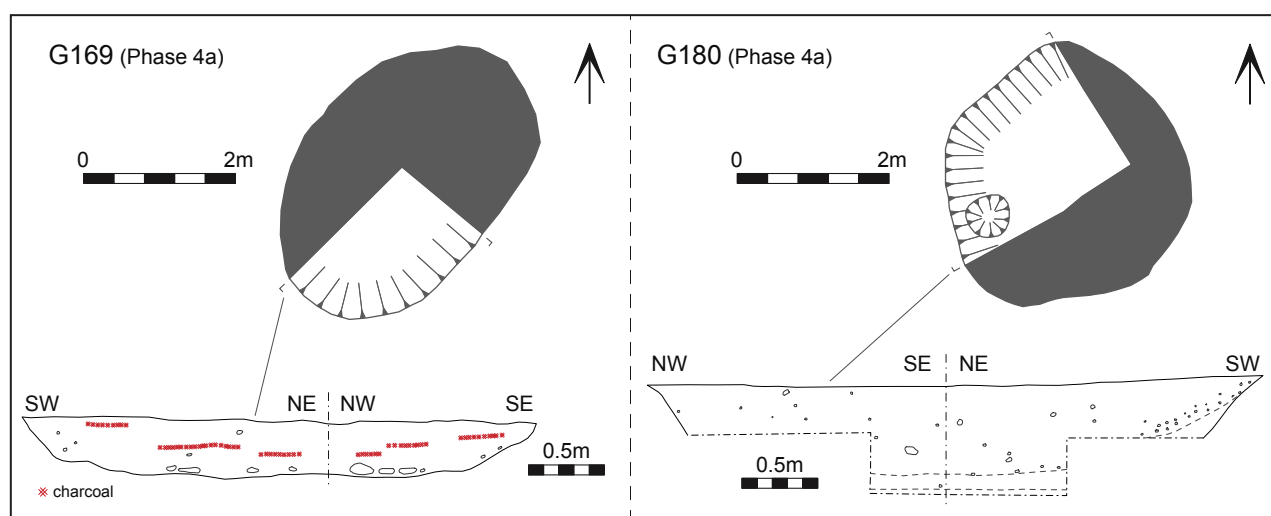 G169 (Phase 4a)
0 2m
SW NE NW SE
0.5m
charcoal
G180 (Phase 4a)
0 2m
NW SE NE SW
0.5m